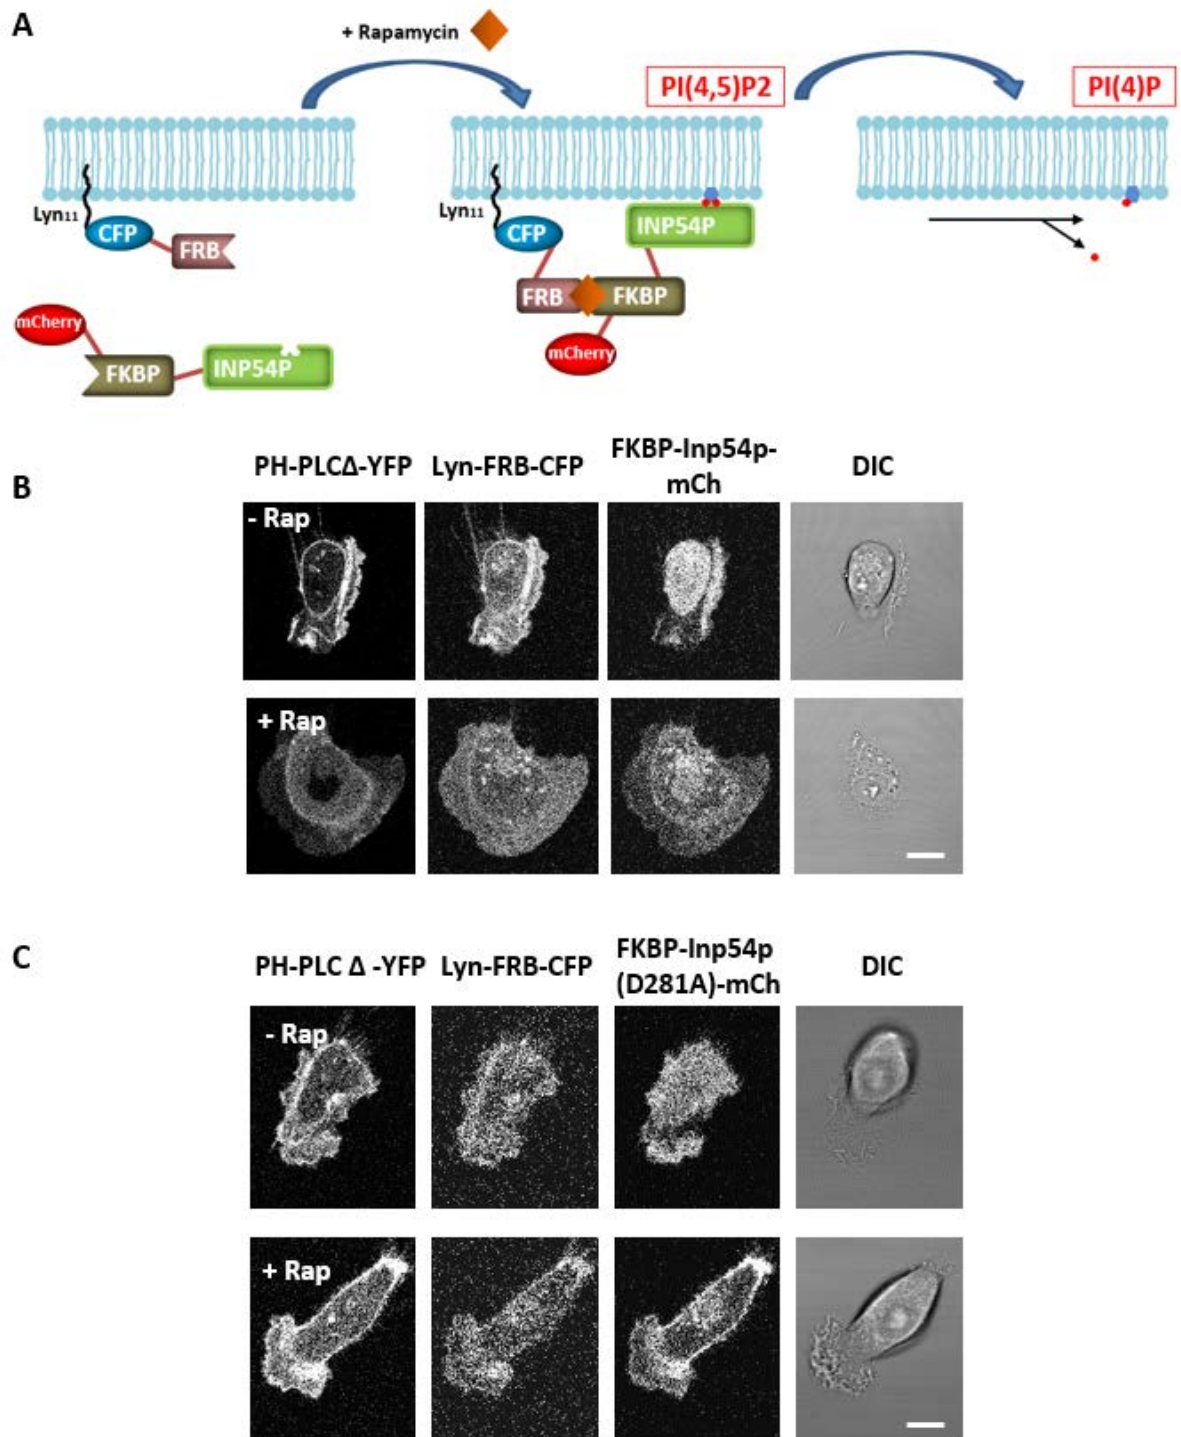 A
+ Rapamycin
PI(4,5)P2
PI(4)P
Lyn11
CFP
FRB
mCherry
FKBP
INP54P
Lyn11
CFP
INP54P
FRB
FKBP
mCherry
B
PH-PLCΔ-YFP
Lyn-FRB-CFP
FKBP-Inp54p-
mCh
DIC
- Rap
+ Rap
C
PH-PLC Δ -YFP
Lyn-FRB-CFP
FKBP-Inp54p
(D281A)-mCh
DIC
- Rap
+ Rap